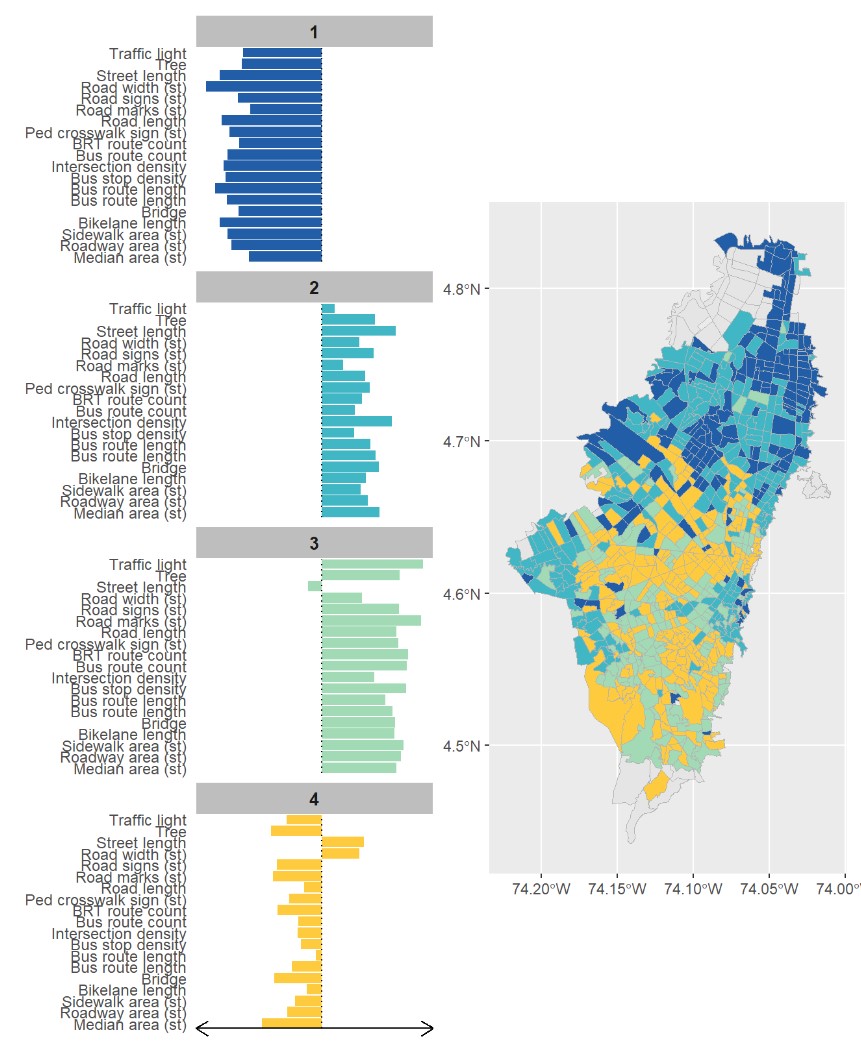 1
Traffic light
Tree
Street length
Road width (st)
Road signs (st)
Road marks (st)
Road length
Ped crosswalk sign (st)
BRT route count
Bus route count
Intersection density
Bus stop density
Bus route length
Bus route length
Bridge
Bikelane length
Sidewalk area (st)
Roadway area (st)
Median area (st)
2
Traffic light
Tree
Street length
Road width (st)
Road signs (st)
Road marks (st)
Road length
Ped crosswalk sign (st)
BRT route count
Bus route count
Intersection density
Bus stop density
Bus route length
Bus route length
Bridge
Bikelane length
Sidewalk area (st)
Roadway area (st)
Median area (st)
3
Traffic light
Tree
Street length
Road width (st)
Road signs (st)
Road marks (st)
Road length
Ped crosswalk sign (st)
BRT route count
Bus route count
Intersection density
Bus stop density
Bus route length
Bus route length
Bridge
Bikelane length
Sidewalk area (st)
Roadway area (st)
Median area (st)
4
Traffic light
Tree
Street length
Road width (st)
Road signs (st)
Road marks (st)
Road length
Ped crosswalk sign (st)
BRT route count
Bus route count
Intersection density
Bus stop density
Bus route length
Bus route length
Bridge
Bikelane length
Sidewalk area (st)
Roadway area (st)
Median area (st)
4.8°N
4.7°N
4.6°N
4.5°N
74.20°W 74.15°W 74.10°W 74.05°W 74.00°W